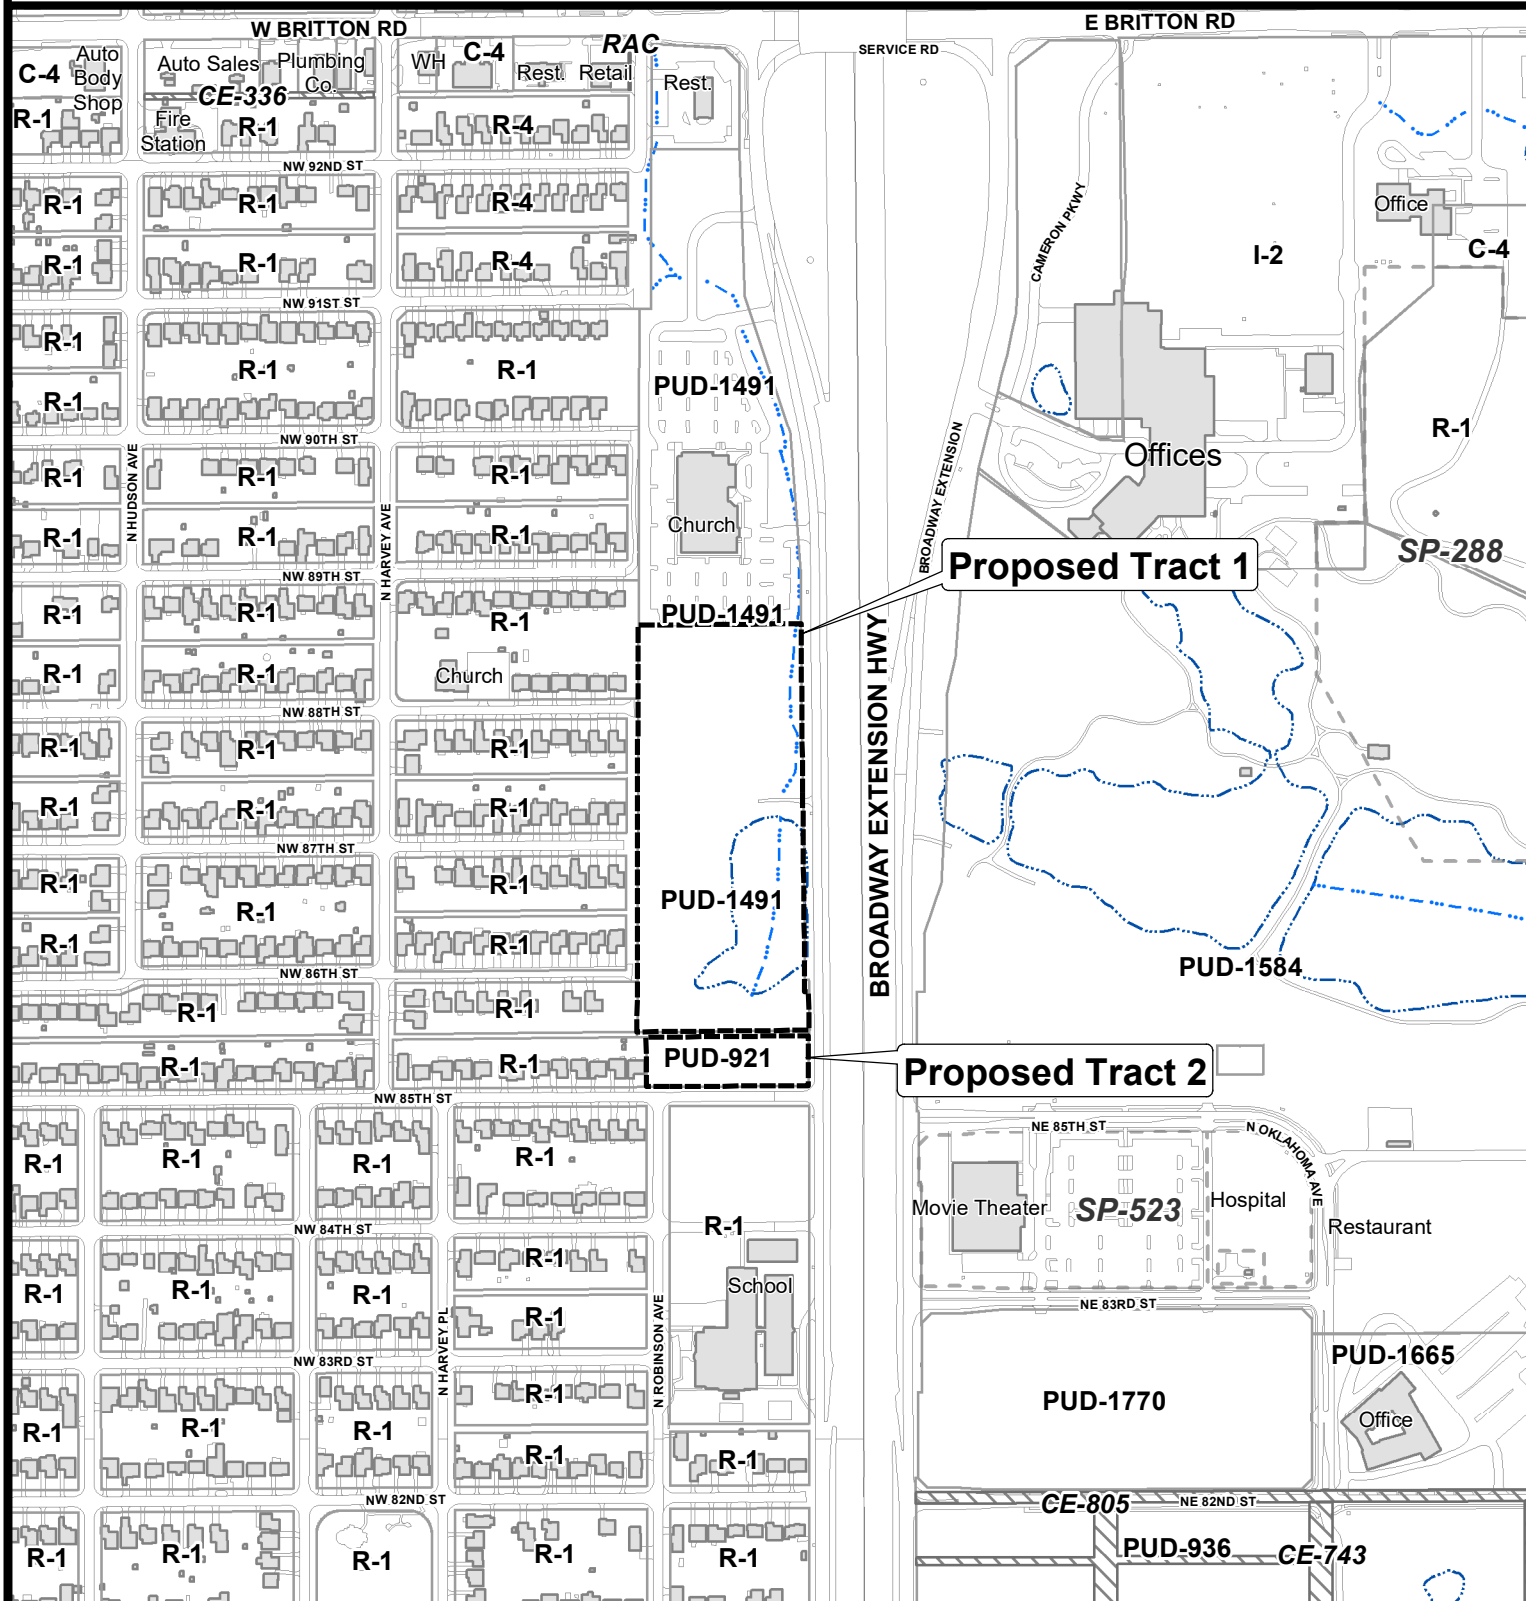 W BRITTON RD
E BRITTON RD
SERVICE RD
RAC
C-4
Auto
Body
Shop
Auto Sales
Plumbing
Co.
WH
C-4
Rest.
Retail
Rest.
CE-336
R-1
Fire
Station
R-1
R-4
NW 92ND ST
R-1
R-1
R-4
Office
CAMERON PKWY
R-1
R-1
R-4
I-2
C-4
NW 91ST ST
R-1
R-1
R-1
PUD-1491
R-1
R-1
NW 90TH ST
N HUDSON AVE
R-1
R-1
R-1
BROADWAY EXTENSION
Offices
N HARVEY AVE
R-1
R-1
R-1
Church
SP-288
Proposed Tract 1
NW 89TH ST
R-1
R-1
R-1
PUD-1491
R-1
R-1
Church
NW 88TH ST
R-1
R-1
R-1
BROADWAY EXTENSION HWY
R-1
R-1
R-1
NW 87TH ST
R-1
R-1
R-1
PUD-1491
R-1
R-1
NW 86TH ST
PUD-1584
R-1
R-1
R-1
R-1
PUD-921
Proposed Tract 2
NW 85TH ST
NE 85TH ST
N OKLAHOMA AVE
R-1
R-1
R-1
R-1
Movie Theater
SP-523
Hospital
Restaurant
NW 84TH ST
R-1
R-1
R-1
R-1
R-1
School
R-1
N HARVEY PL
N ROBINSON AVE
NE 83RD ST
NW 83RD ST
PUD-1665
R-1
R-1
R-1
R-1
PUD-1770
Office
R-1
R-1
NW 82ND ST
CE-805
NE 82ND ST
R-1
R-1
R-1
R-1
R-1
PUD-936
CE-743